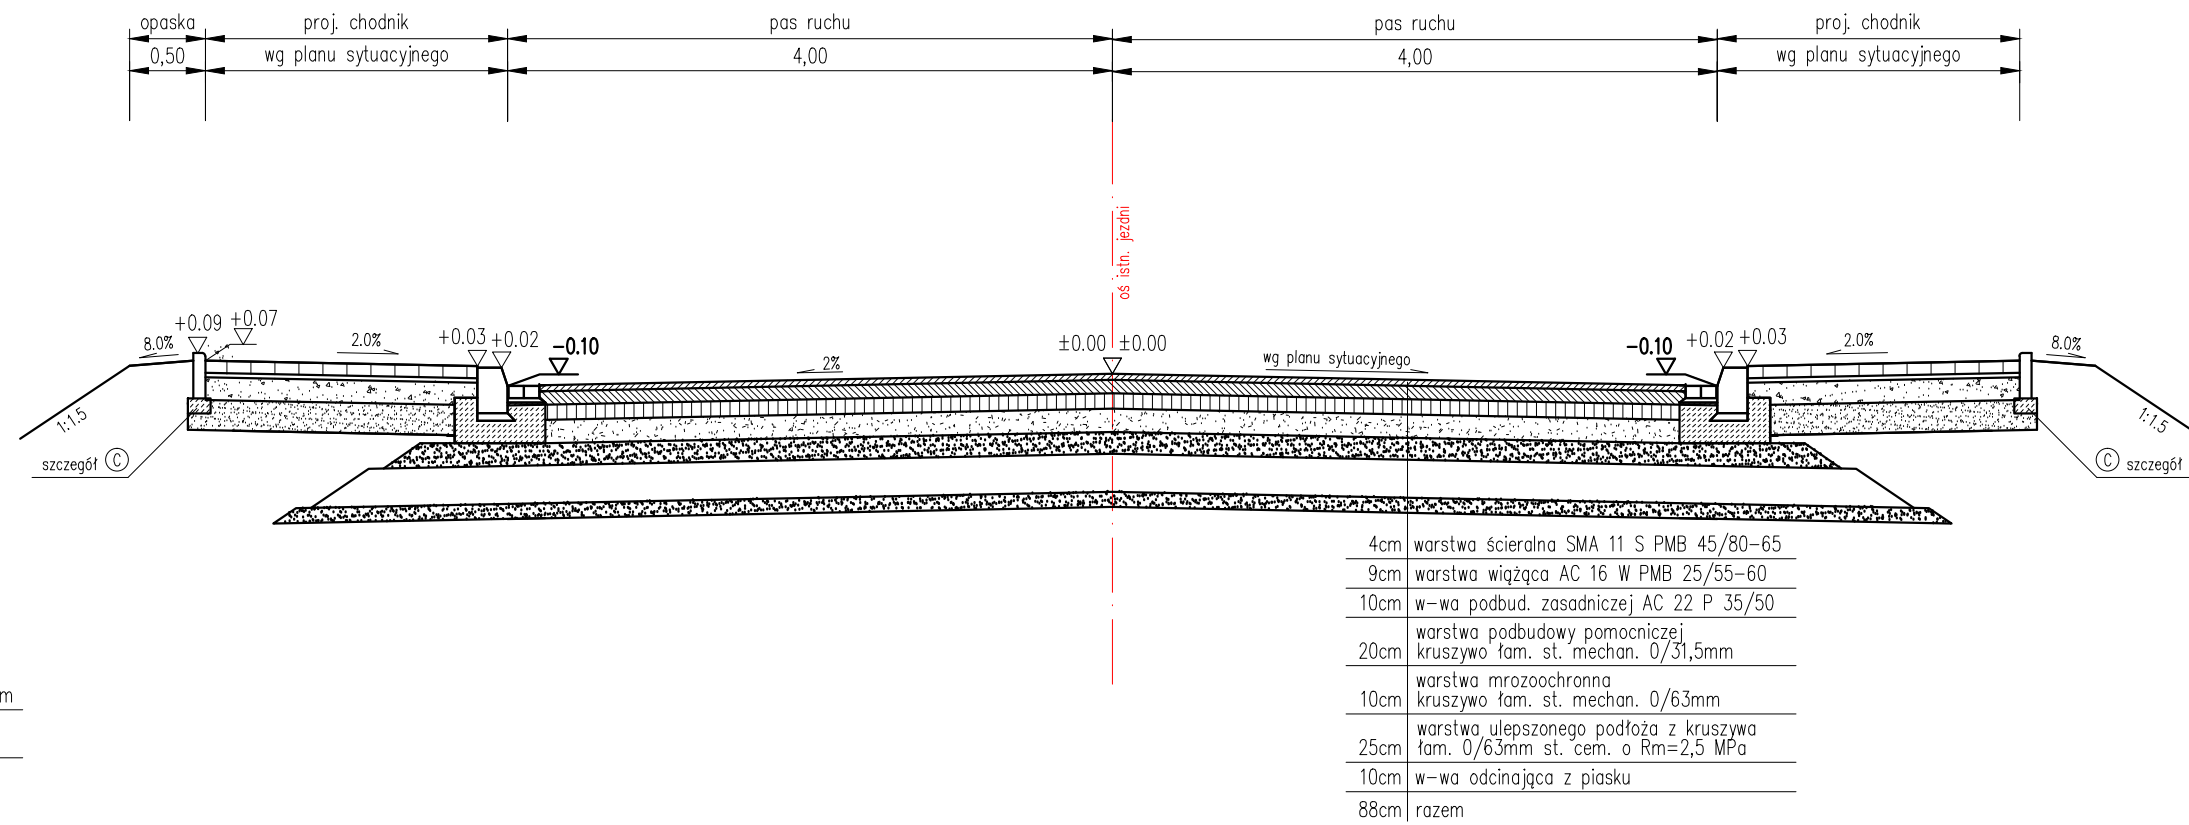 opaska
proj. chodnik
pas ruchu
pas ruchu
proj. chodnik
0,50
wg planu sytuacyjnego
4,00
4,00
wg planu sytuacyjnego
oś istn. jezdni
+0.09
+0.07
+0.03
+0.02
-0.10
±0.00
±0.00
-0.10
+0.02
+0.03
8.0%
2.0%
2%
wg planu sytuacyjnego
2.0%
8.0%
1:1.5
1:1.5
szczegół C
C szczegół
4cm warstwa ścieralna SMA 11 S PMB 45/80-65
9cm warstwa wiążąca AC 16 W PMB 25/55-60
10cm w-wa podbud. zasadniczej AC 22 P 35/50
warstwa podbudowy pomocniczej
20cm kruszywo łam. st. mechan. 0/31,5mm
warstwa mrozoochronna
10cm kruszywo łam. st. mechan. 0/63mm
warstwa ulepszonego podłoża z kruszywa
25cm łam. 0/63mm st. cem. o Rm=2,5 MPa
10cm w-wa odcinająca z piasku
88cm razem
m